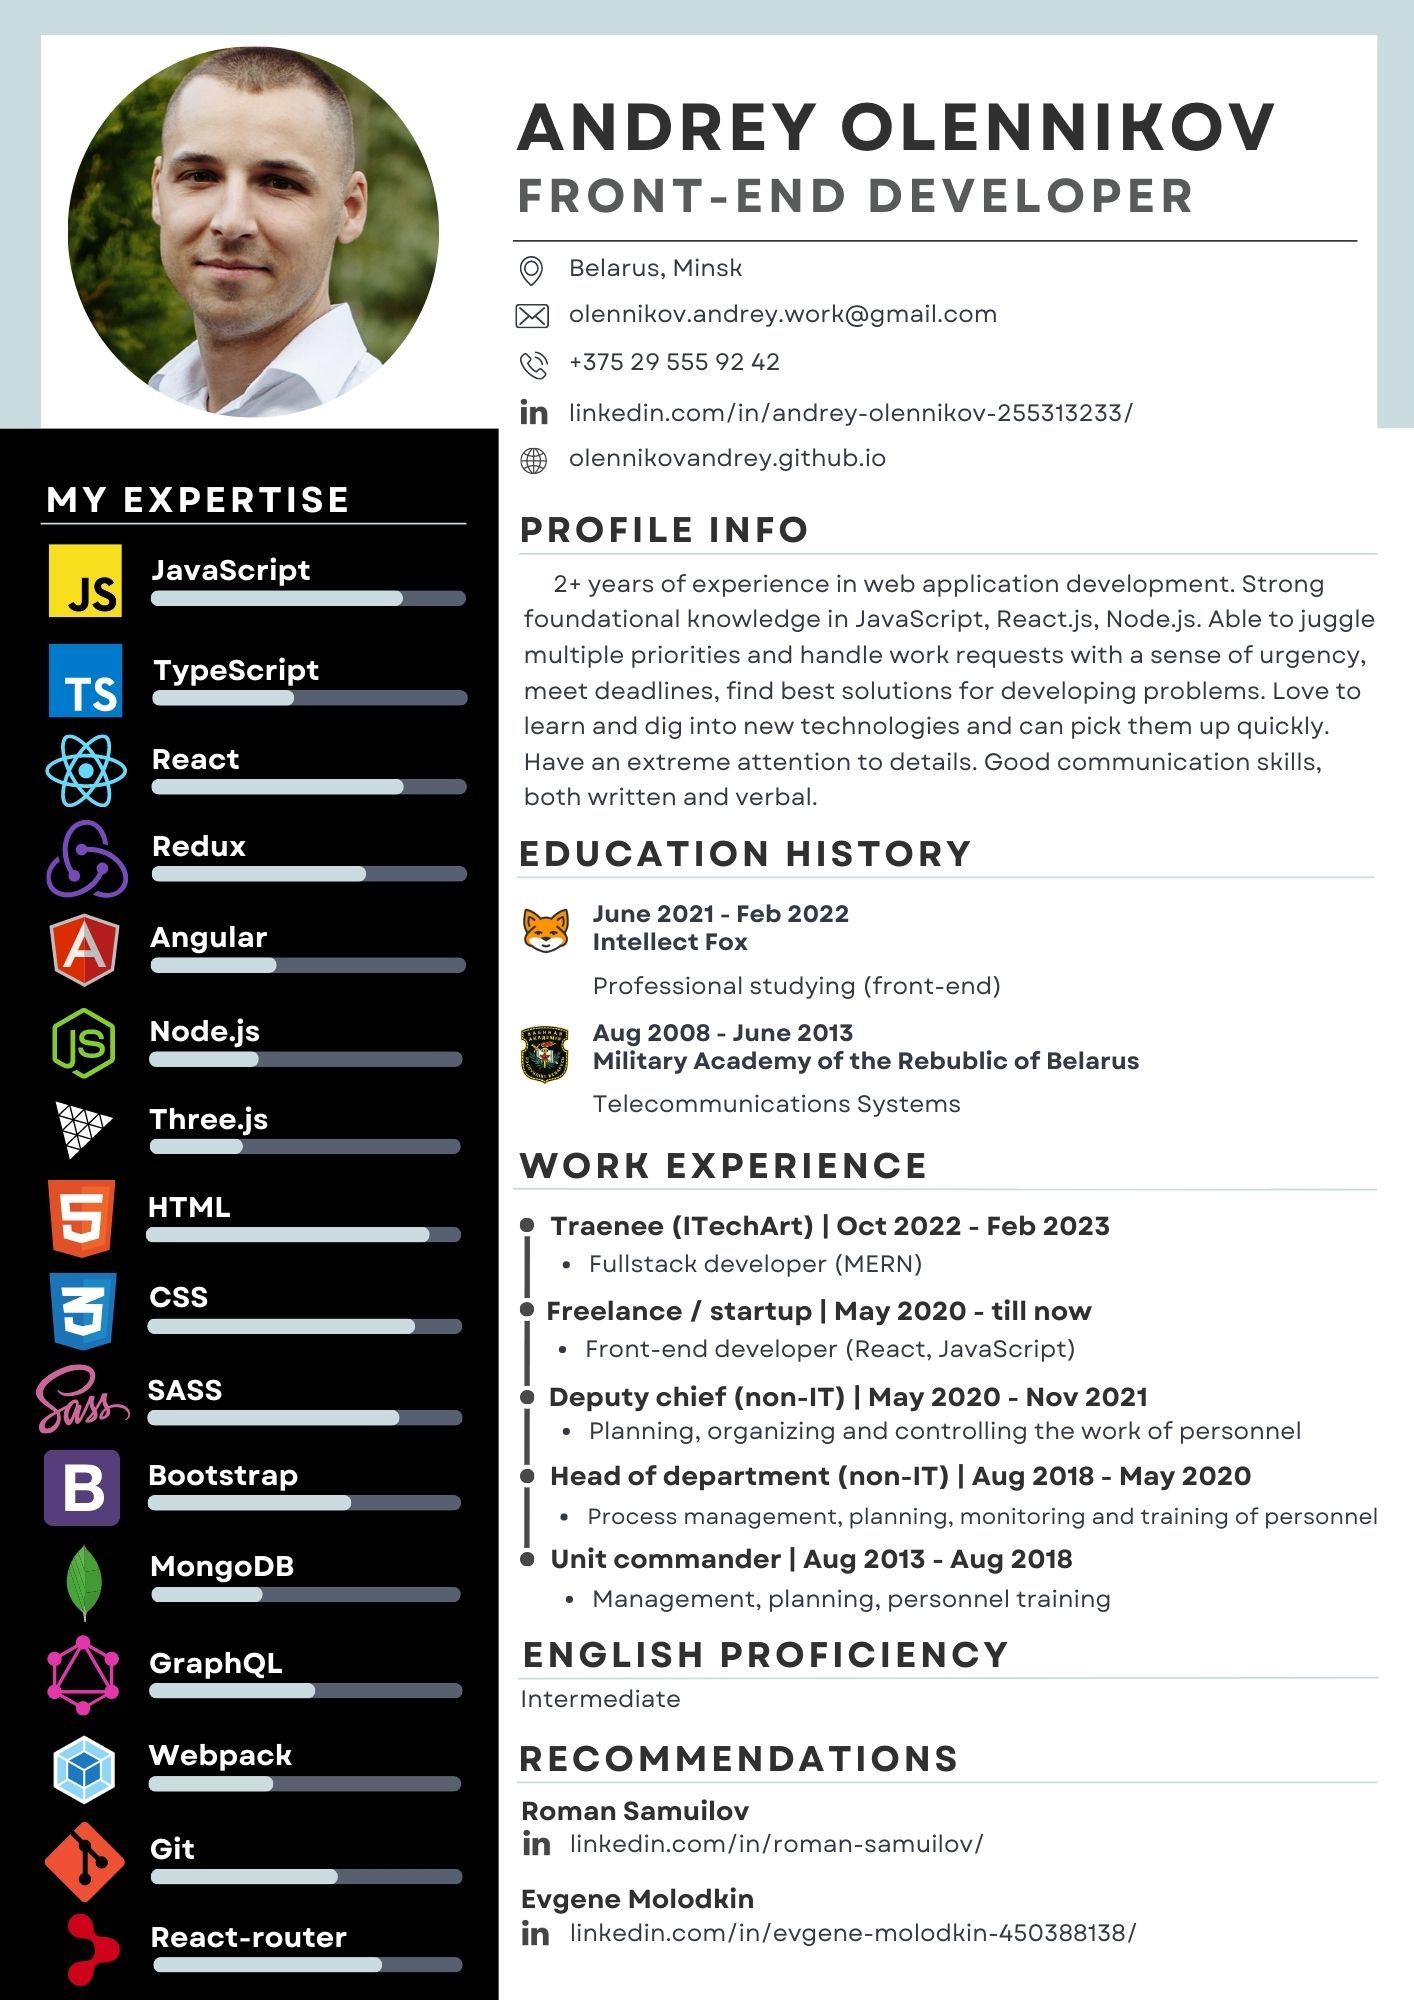 ANDREY OLENNIKOV
FRONT-END DEVELOPER
Belarus, Minsk
olennikov.andrey.work@gmail.com
+375 29 555 92 42
in linkedin.com/in/andrey-olennikov-255313233/
olennikovandrey.github.io
MY EXPERTISE
JS JavaScript
TS TypeScript
React
Redux
A Angular
JS Node.js
Three.js
5 HTML
3 CSS
Sass SASS
B Bootstrap
MongoDB
GraphQL
Webpack
Git
React-router
PROFILE INFO
2+ years of experience in web application development. Strong
foundational knowledge in JavaScript, React.js, Node.js. Able to juggle
multiple priorities and handle work requests with a sense of urgency,
meet deadlines, find best solutions for developing problems. Love to
learn and dig into new technologies and can pick them up quickly.
Have an extreme attention to details. Good communication skills,
both written and verbal.
EDUCATION HISTORY
June 2021 - Feb 2022
Intellect Fox
Professional studying (front-end)
Aug 2008 - June 2013
Military Academy of the Rebublic of Belarus
Telecommunications Systems
WORK EXPERIENCE
Traenee (ITechArt) | Oct 2022 - Feb 2023
• Fullstack developer (MERN)
Freelance / startup | May 2020 - till now
• Front-end developer (React, JavaScript)
Deputy chief (non-IT) | May 2020 - Nov 2021
• Planning, organizing and controlling the work of personnel
Head of department (non-IT) | Aug 2018 - May 2020
• Process management, planning, monitoring and training of personnel
Unit commander | Aug 2013 - Aug 2018
• Management, planning, personnel training
ENGLISH PROFICIENCY
Intermediate
RECOMMENDATIONS
Roman Samuilov
in linkedin.com/in/roman-samuilov/
Evgene Molodkin
in linkedin.com/in/evgene-molodkin-450388138/